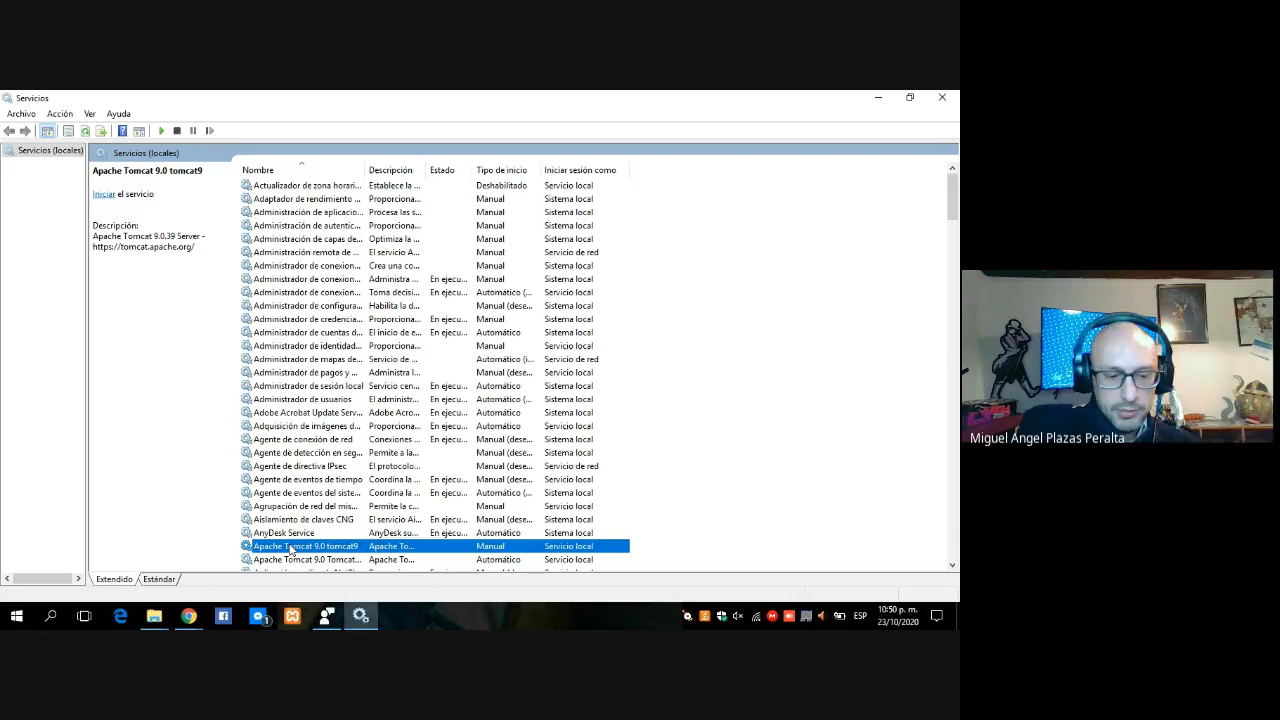 Servicios
Archivo Acción Ver Ayuda
Servicios (locales)
Servicios (locales)
Apache Tomcat 9.0 tomcat9
Iniciar el servicio
Descripción:
Apache Tomcat 9.0.39 Server -
https://tomcat.apache.org/
Nombre Descripción Estado Tipo de inicio Iniciar sesión como
Actualizador de zona horari... Establece la ... Deshabilitado Servicio local
Adaptador de rendimiento ... Proporciona... Manual Sistema local
Administración de aplicacio... Procesa las s... Manual Sistema local
Administración de autentic... Proporciona... Manual Sistema local
Administración de capas de... Optimiza la ... Manual Sistema local
Administración remota de ... El servicio A... Manual Servicio de red
Administrador de conexion... Crea una co... Manual Sistema local
Administrador de conexion... Administra ... En ejecu... Manual Sistema local
Administrador de conexion... Toma decisi... En ejecu... Automático (... Servicio local
Administrador de configura... Habilita la d... Manual (dese... Sistema local
Administrador de credencia... Proporciona... En ejecu... Manual Sistema local
Administrador de cuentas d... El inicio de e... En ejecu... Automático Sistema local
Administrador de identidad... Proporciona... Manual Servicio local
Administrador de mapas de... Servicio de ... Automático (i... Servicio de red
Administrador de pagos y ... Administra l... Manual (dese... Servicio local
Administrador de sesión local Servicio cen... En ejecu... Automático Sistema local
Administrador de usuarios El administr... En ejecu... Automático (... Sistema local
Adobe Acrobat Update Serv... Adobe Acro... En ejecu... Automático Sistema local
Adquisición de imágenes d... Proporciona... En ejecu... Automático Servicio local
Agente de conexión de red Conexiones ... En ejecu... Manual (dese... Sistema local
Agente de detección en seg... Permite a la... Manual (dese... Sistema local
Agente de directiva IPsec El protocolo... Manual (dese... Servicio de red
Agente de eventos de tiempo Coordina la ... En ejecu... Manual (dese... Servicio local
Agente de eventos del siste... Coordina la ... En ejecu... Automático (... Sistema local
Agrupación de red del mis... Permite la c... Manual Servicio local
Aislamiento de claves CNG El servicio Ai... En ejecu... Manual (dese... Sistema local
AnyDesk Service AnyDesk su... En ejecu... Automático Sistema local
Apache Tomcat 9.0 tomcat9 Apache To... Manual Servicio local
Apache Tomcat 9.0 Tomcat... Apache To... Automático Servicio local
Extendido Estándar
Miguel Ángel Plazas Peralta
ESP
10:50 p. m.
23/10/2020